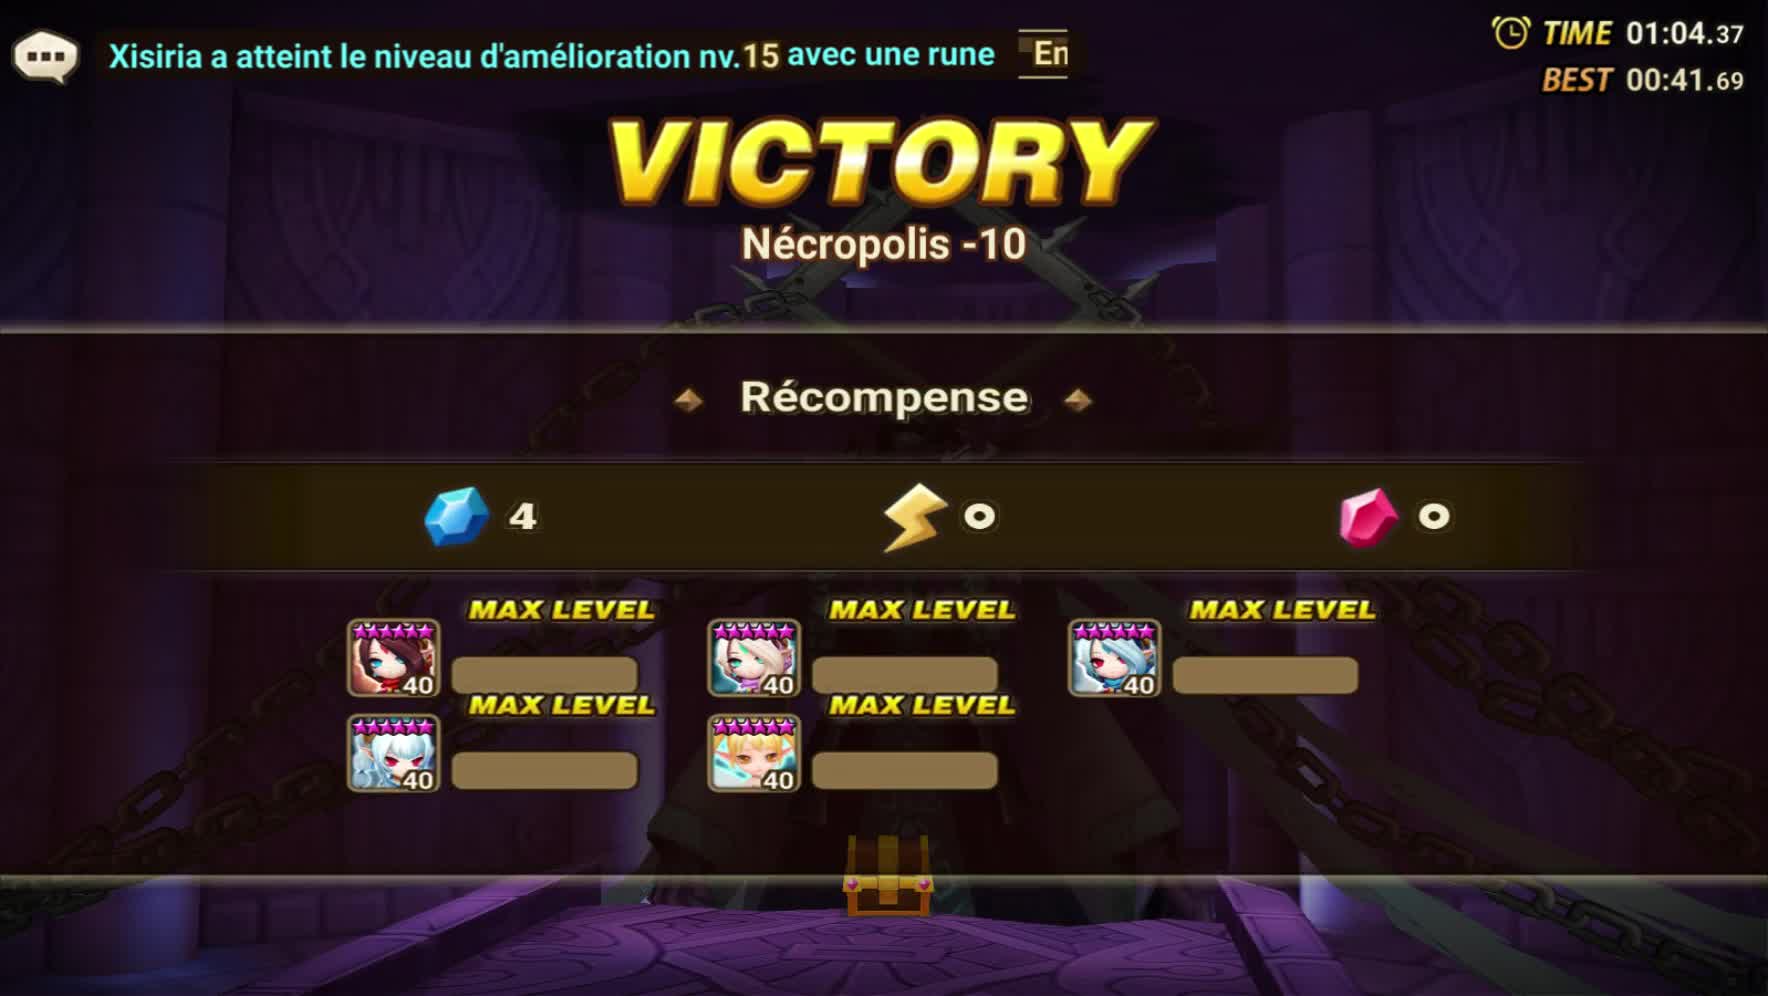 Xisiria a atteint le niveau d'amélioration nv.15 avec une rune En
TIME 01:04.37
BEST 00:41.69
VICTORY
Nécropolis -10
Récompense
4 0 0
MAX LEVEL MAX LEVEL MAX LEVEL
40 40 40
MAX LEVEL MAX LEVEL
40 40